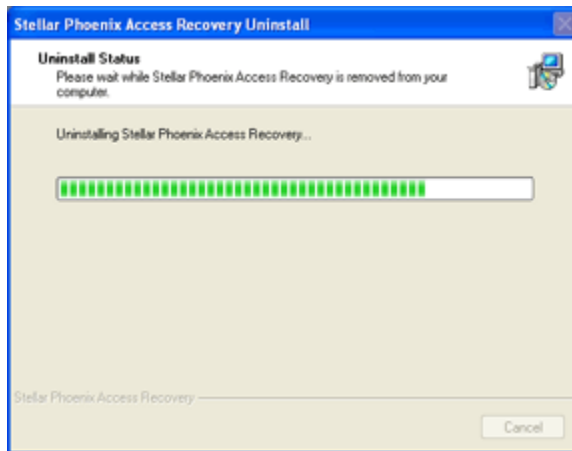 Stellar Phoenix Access Recovery Uninstall
Uninstall Status
Please wait while Stellar Phoenix Access Recovery is removed from your
computer.
Uninstalling Stellar Phoenix Access Recovery...
Stellar Phoenix Access Recovery
Cancel